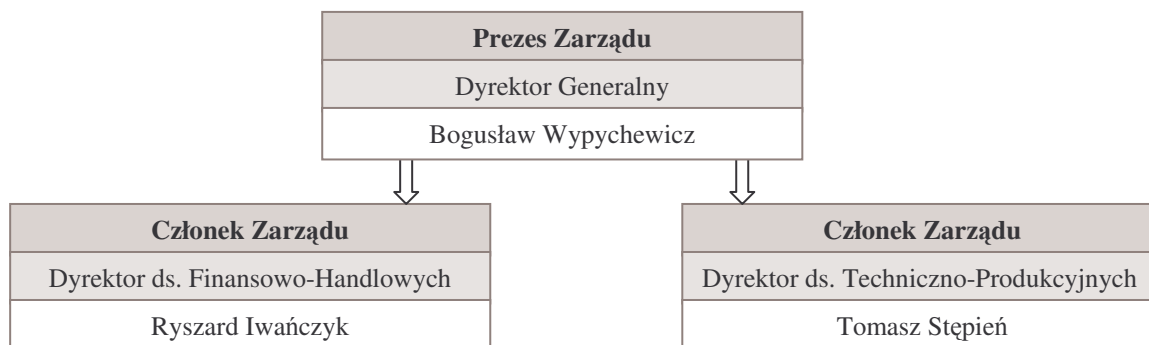 Prezes Zarządu
Dyrektor Generalny
Bogusław Wypychewicz
Członek Zarządu
Dyrektor ds. Finansowo-Handlowych
Ryszard Iwańczyk
Członek Zarządu
Dyrektor ds. Techniczno-Produkcyjnych
Tomasz Stępień